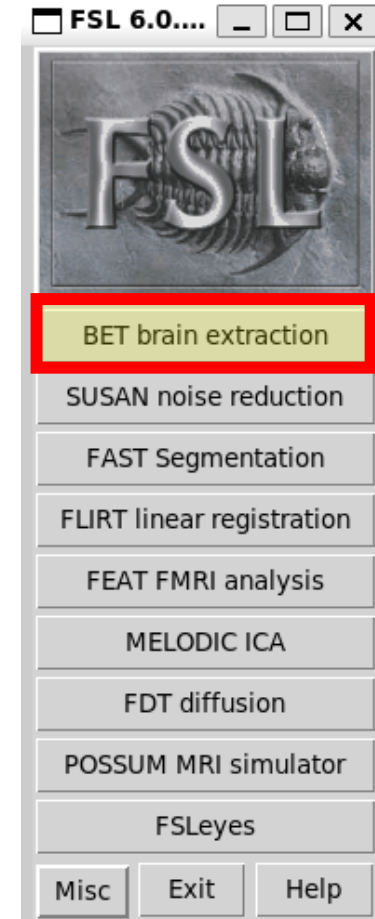 FSL 6.0....
FSL
BET brain extraction
SUSAN noise reduction
FAST Segmentation
FLIRT linear registration
FEAT FMRI analysis
MELODIC ICA
FDT diffusion
POSSUM MRI simulator
FSLeyes
Misc Exit Help